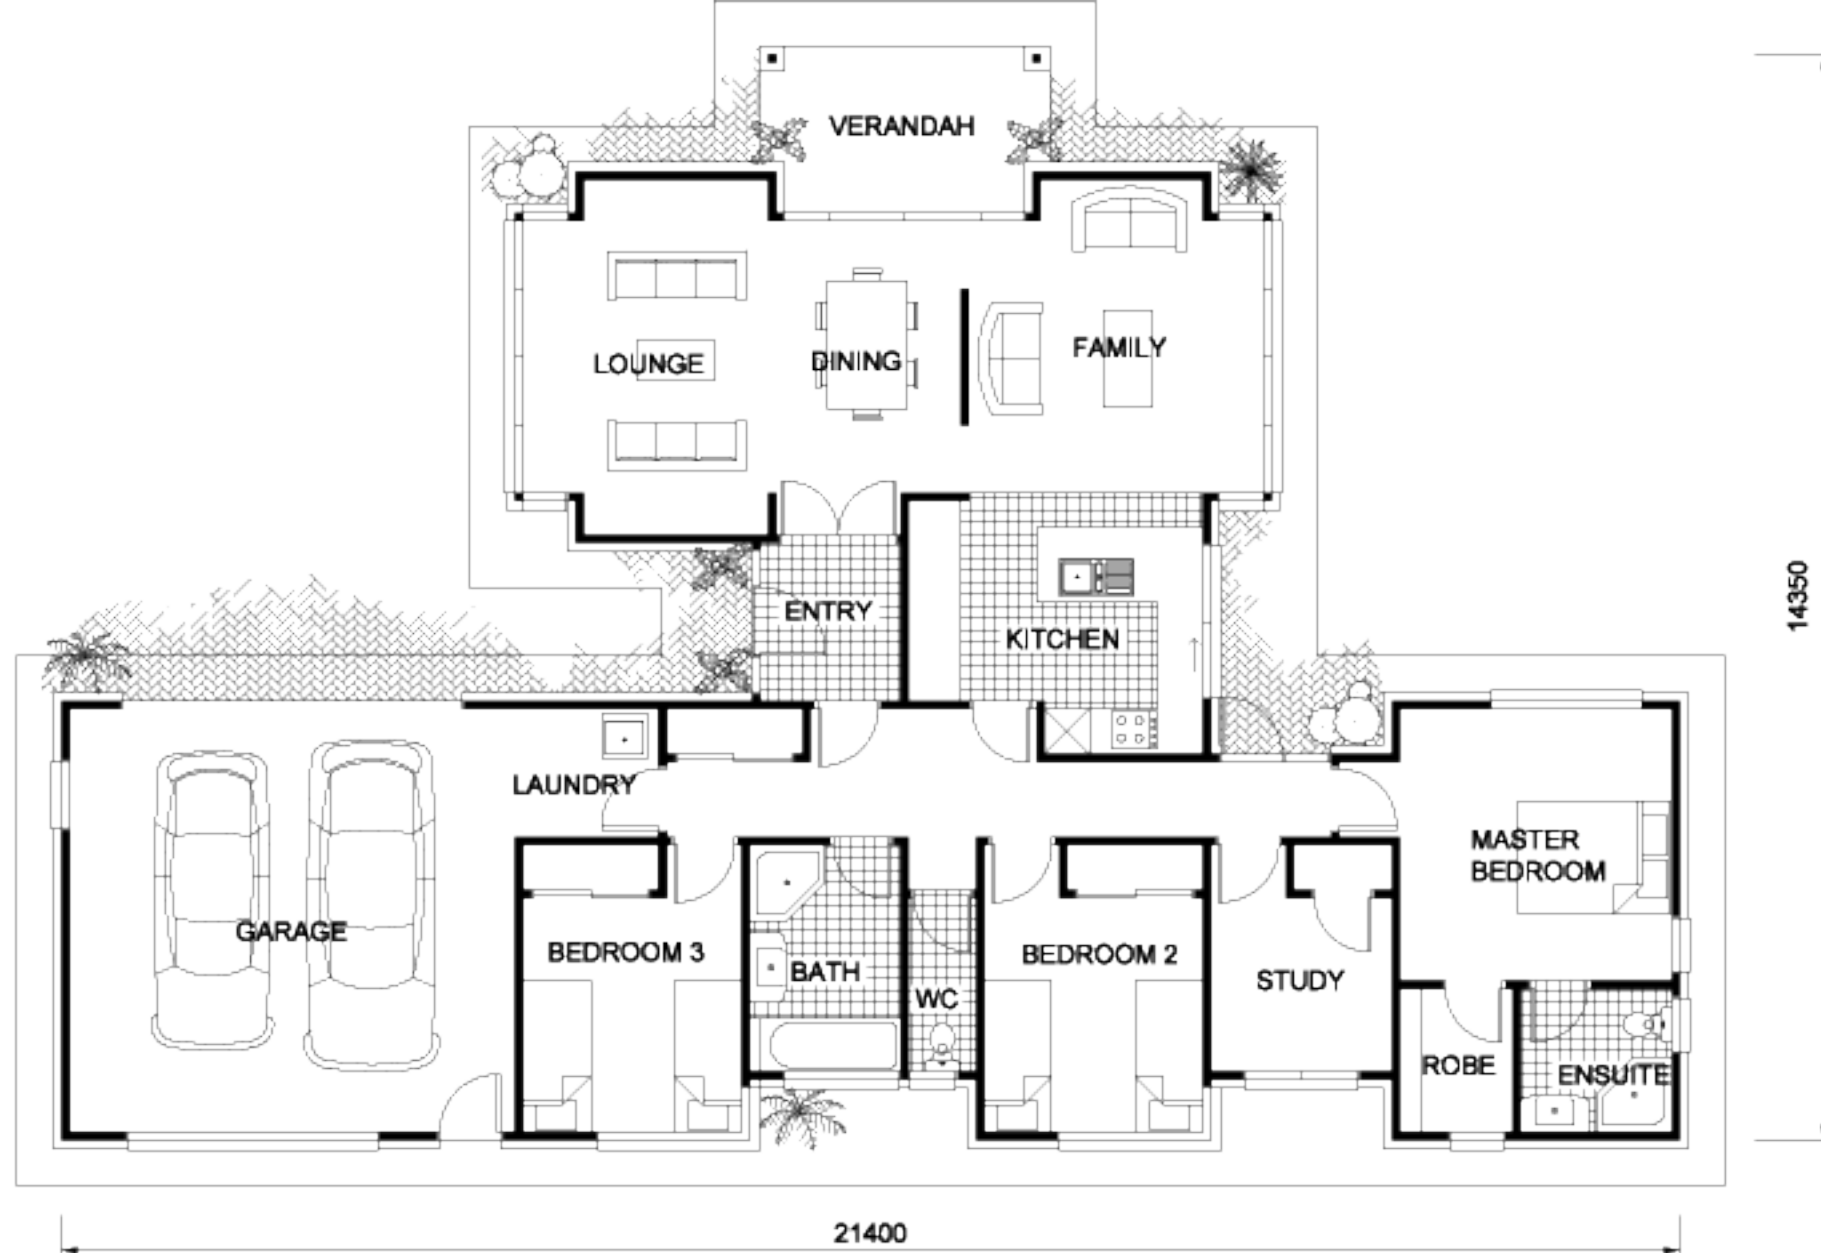 VERANDAH
LOUNGE
DINING
FAMILY
ENTRY
KITCHEN
14350
LAUNDRY
MASTER
BEDROOM
GARAGE
BEDROOM 3
BATH
WC
BEDROOM 2
STUDY
ROBE
ENSUITE
21400